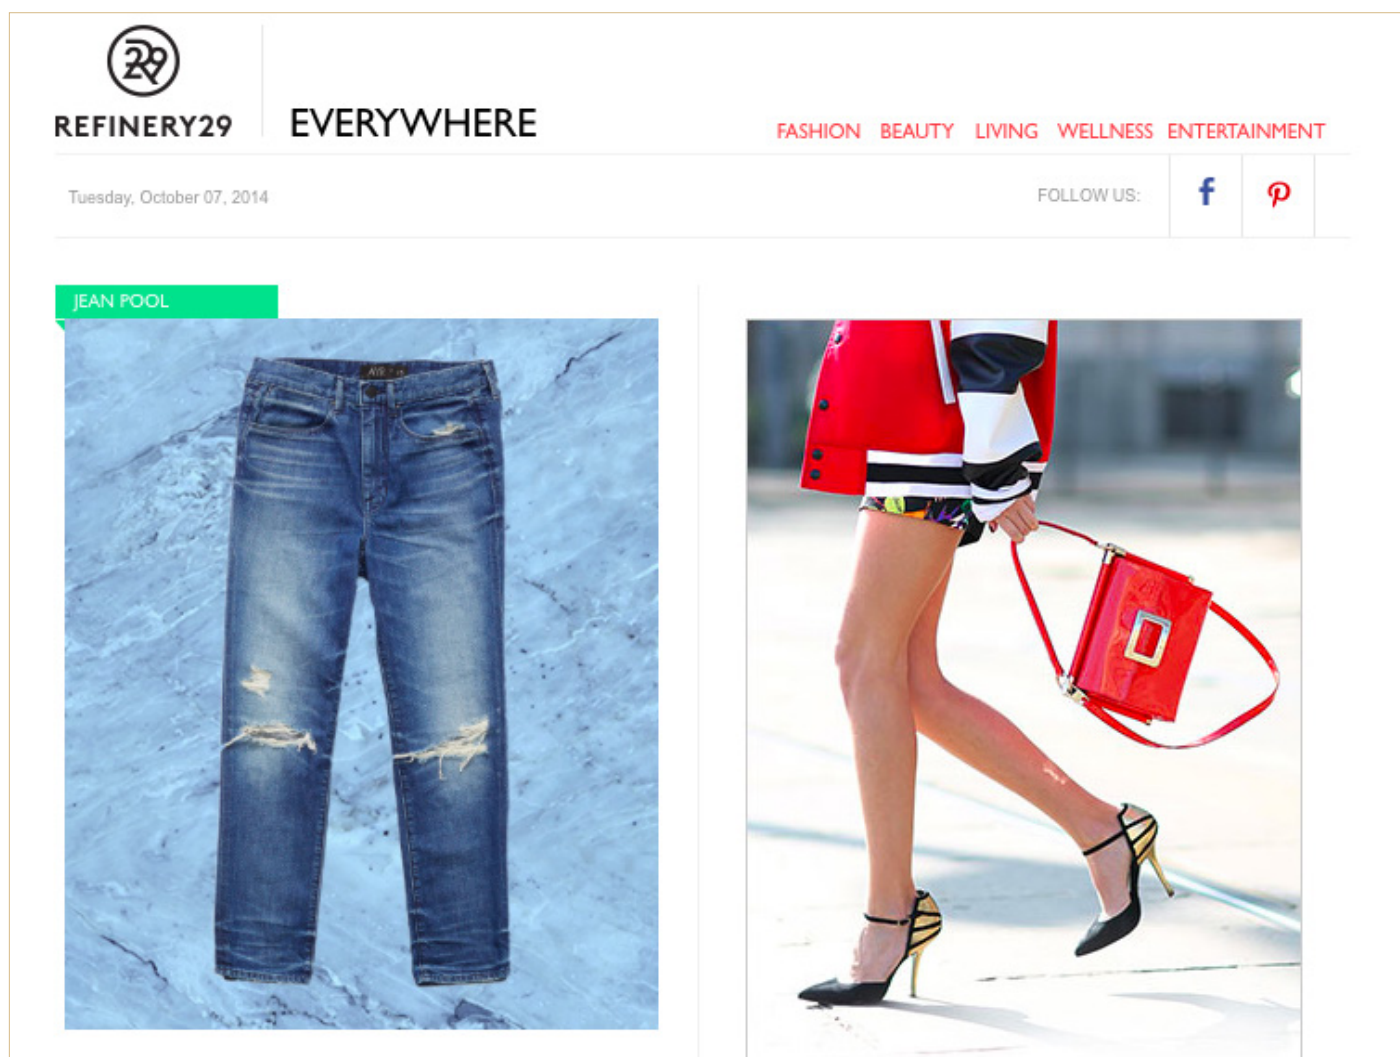 REFINERY29
EVERYWHERE
FASHION BEAUTY LIVING WELLNESS ENTERTAINMENT
Tuesday, October 07, 2014
FOLLOW US:
JEAN POOL